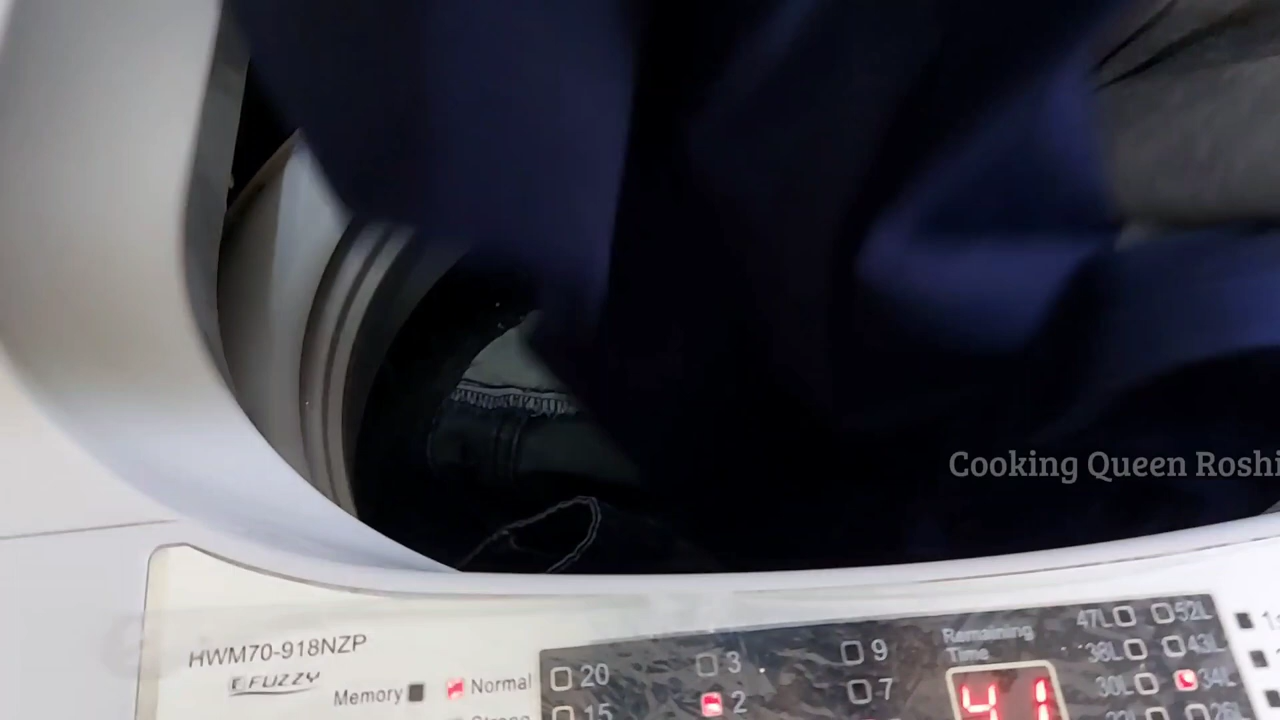 Cooking Queen Roshi
HWM70-918NZP
FUZZY
Memory
Normal
20
15
3
2
9
7
Remaining
Time
41
47L
52L
38L
43L
30L
34L